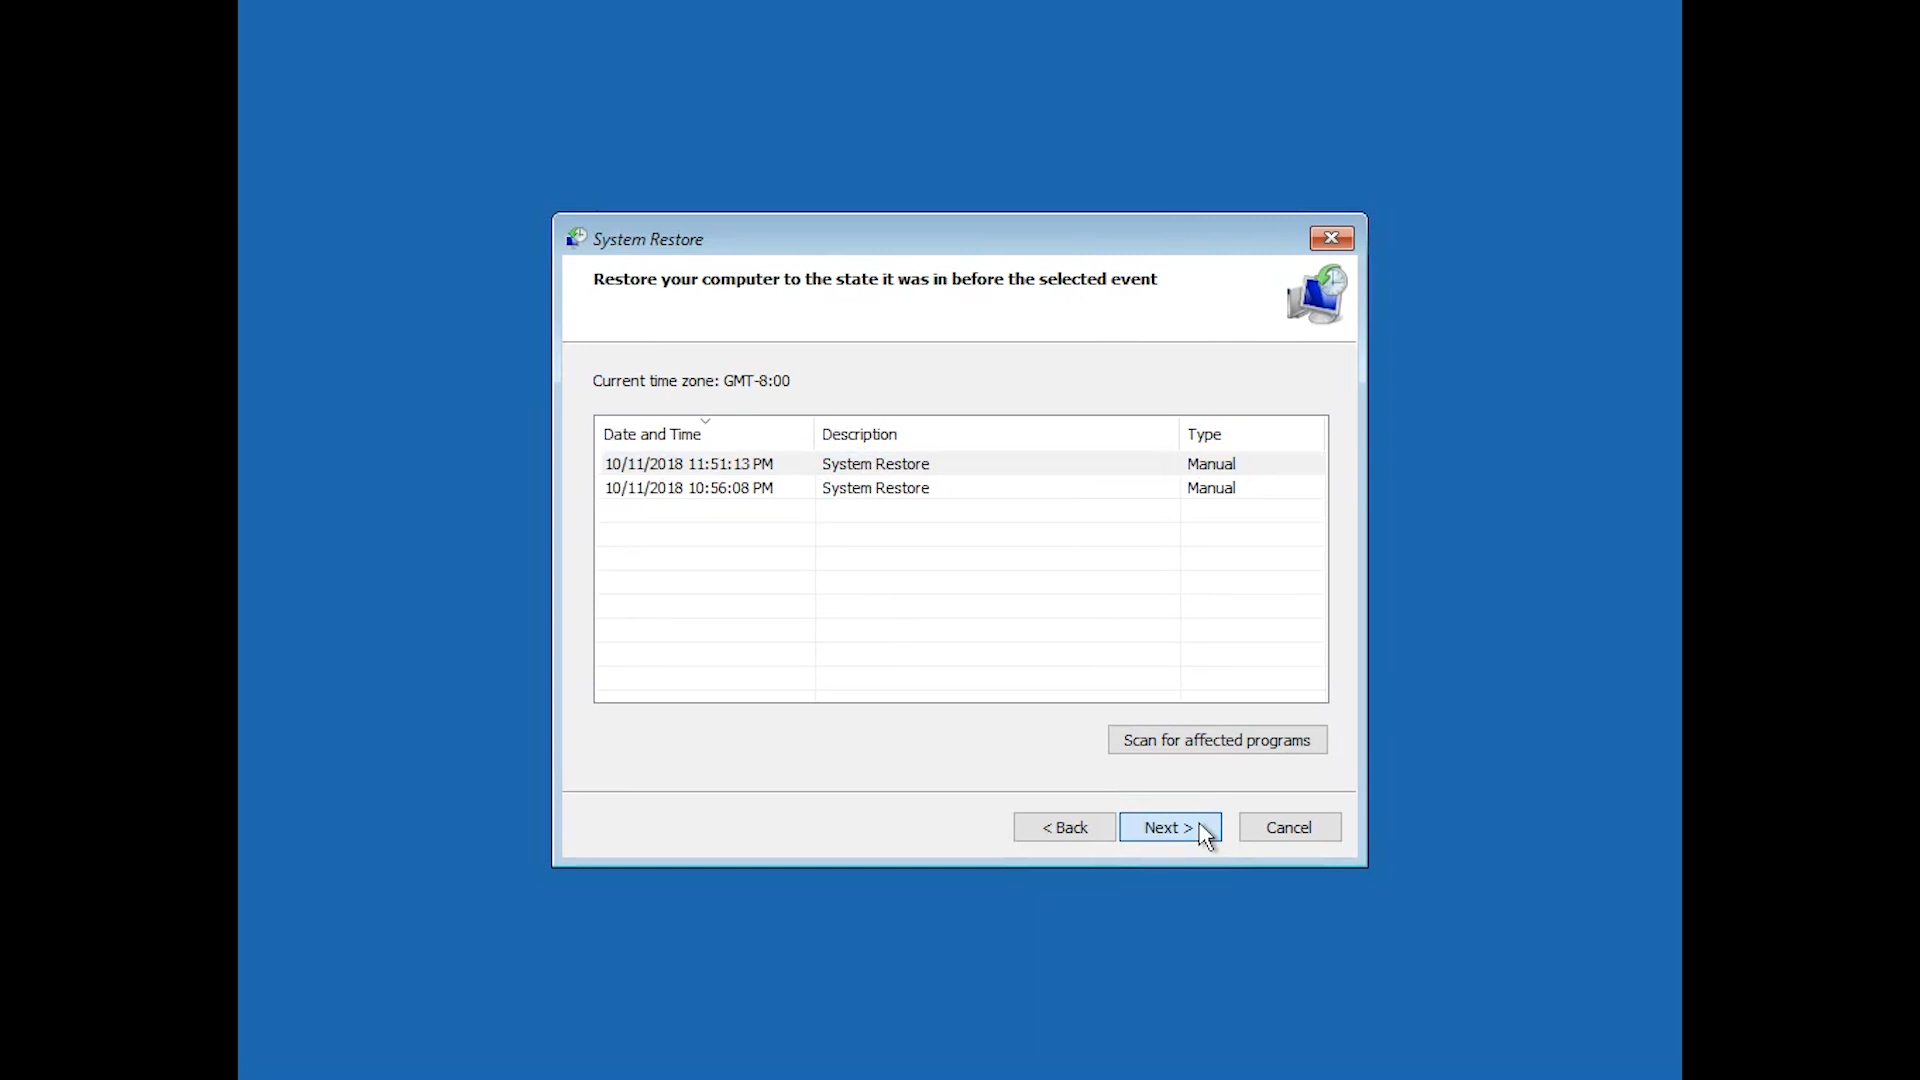 System Restore
Restore your computer to the state it was in before the selected event
Current time zone: GMT-8:00
Date and Time Description Type
10/11/2018 11:51:13 PM System Restore Manual
10/11/2018 10:56:08 PM System Restore Manual
Scan for affected programs
< Back Next > Cancel